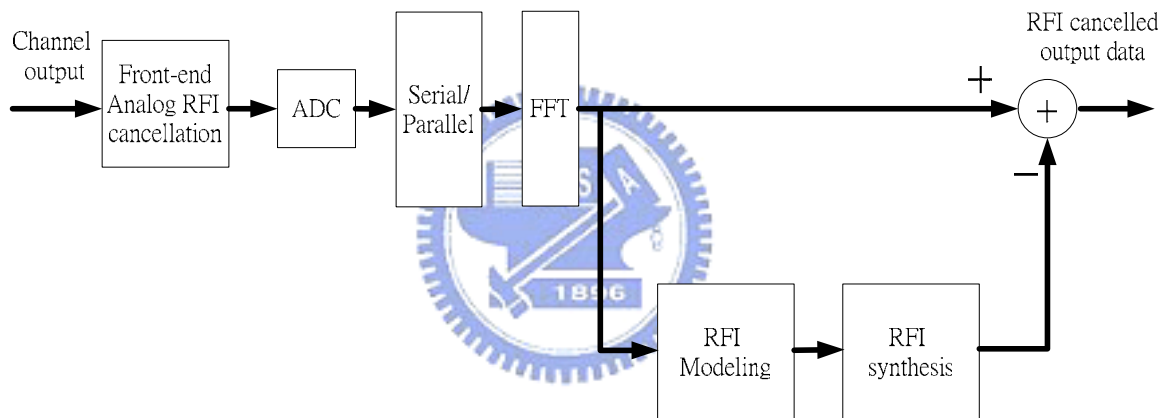 Channel
output
Front-end
Analog RFI
cancellation
ADC
Serial/
Parallel
FFT
+
+
−
RFI cancelled
output data
RFI
Modeling
RFI
synthesis
S A
1896